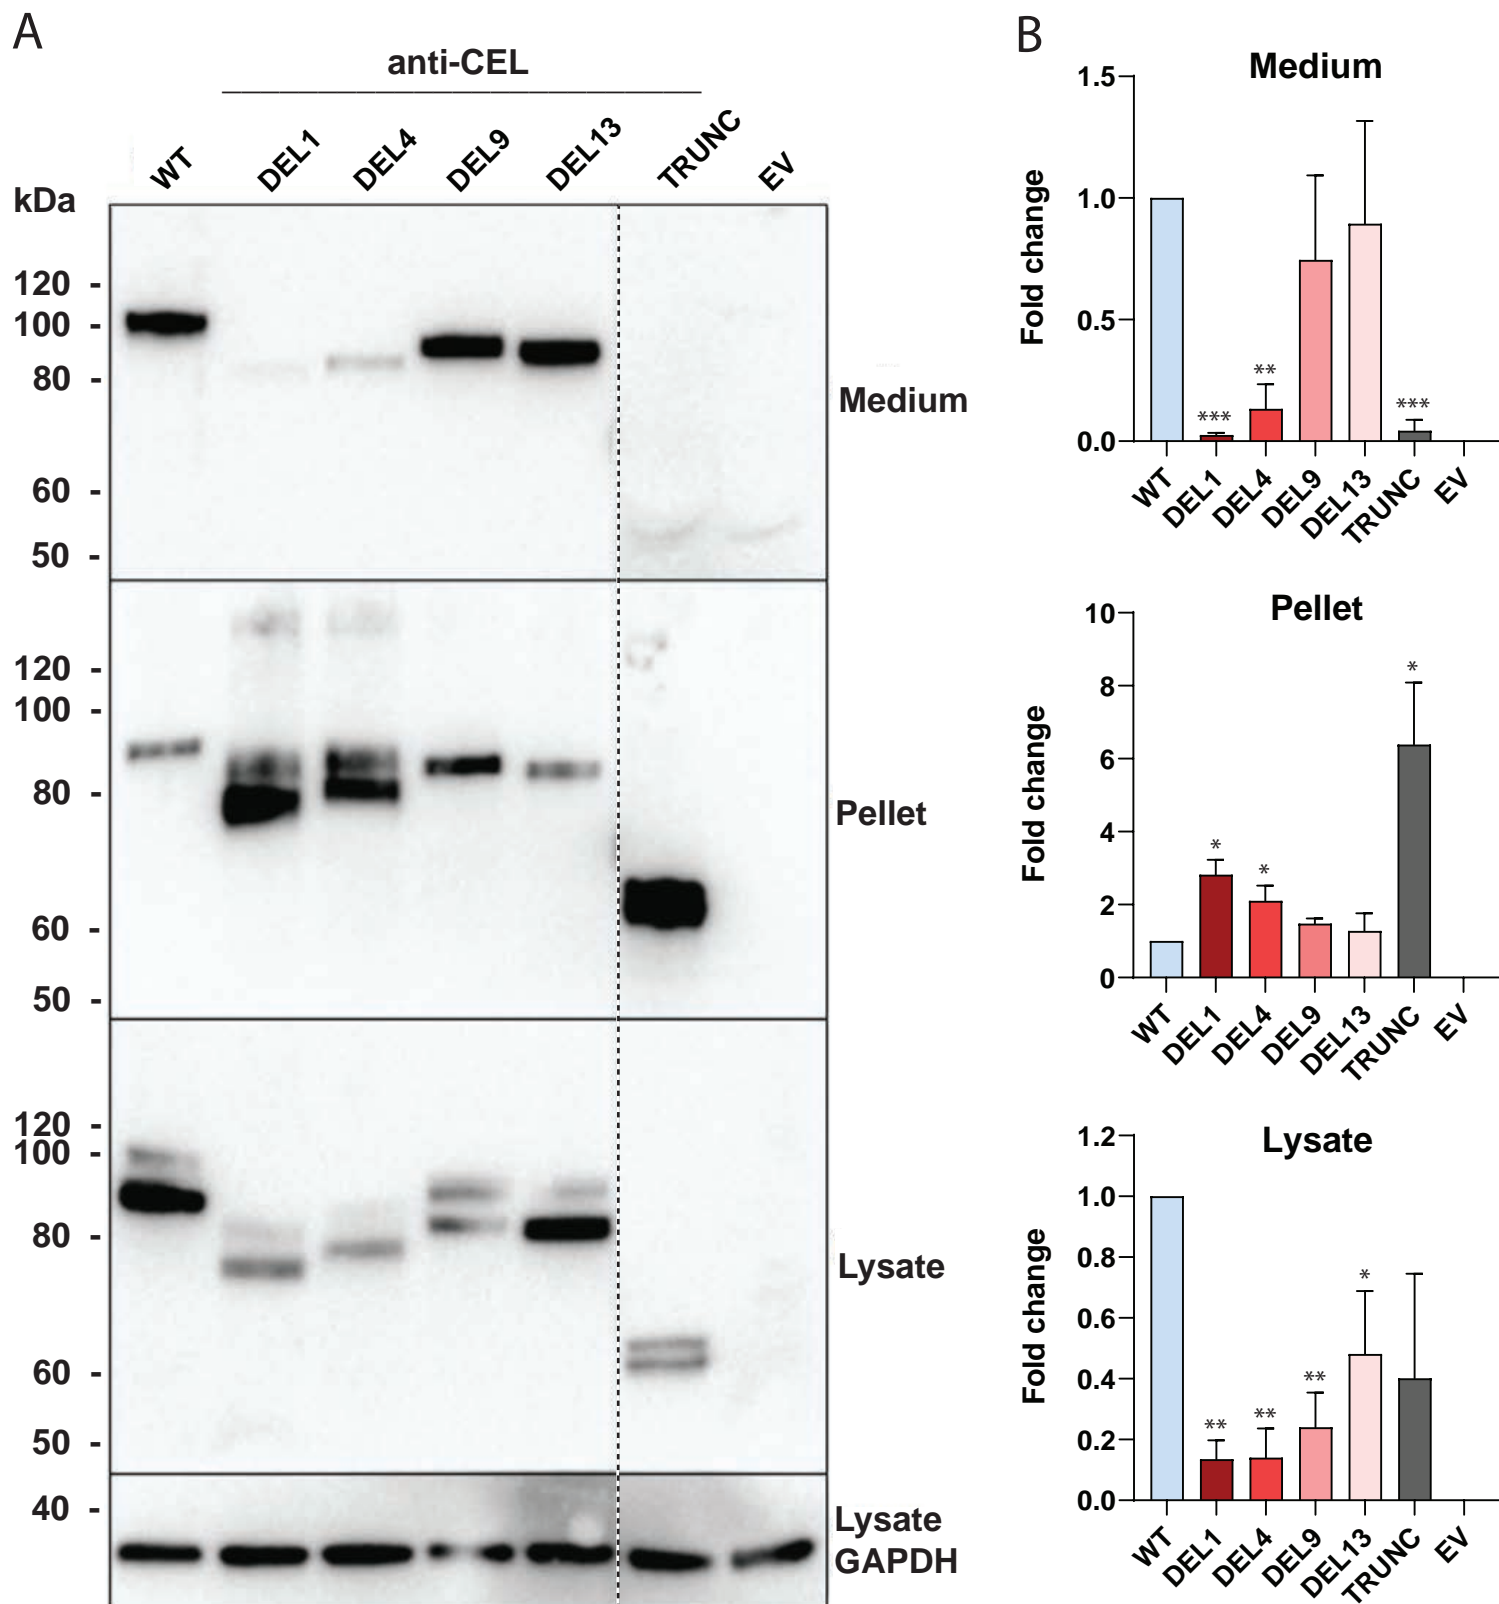 A
anti-CEL
WT DEL1 DEL4 DEL9 DEL13 TRUNC EV
kDa
120 -
100 -
80 -
60 -
50 -
Medium
120 -
100 -
80 -
60 -
50 -
Pellet
120 -
100 -
80 -
60 -
50 -
Lysate
40 -
Lysate
GAPDH
B
Medium
Fold change
1.5
1.0
0.5
0.0
*** ** ***
WT DEL1 DEL4 DEL9 DEL13 TRUNC EV
Pellet
Fold change
10
8
6
4
2
0
* * *
WT DEL1 DEL4 DEL9 DEL13 TRUNC EV
Lysate
Fold change
1.2
1.0
0.8
0.6
0.4
0.2
0.0
** ** ** *
WT DEL1 DEL4 DEL9 DEL13 TRUNC EV